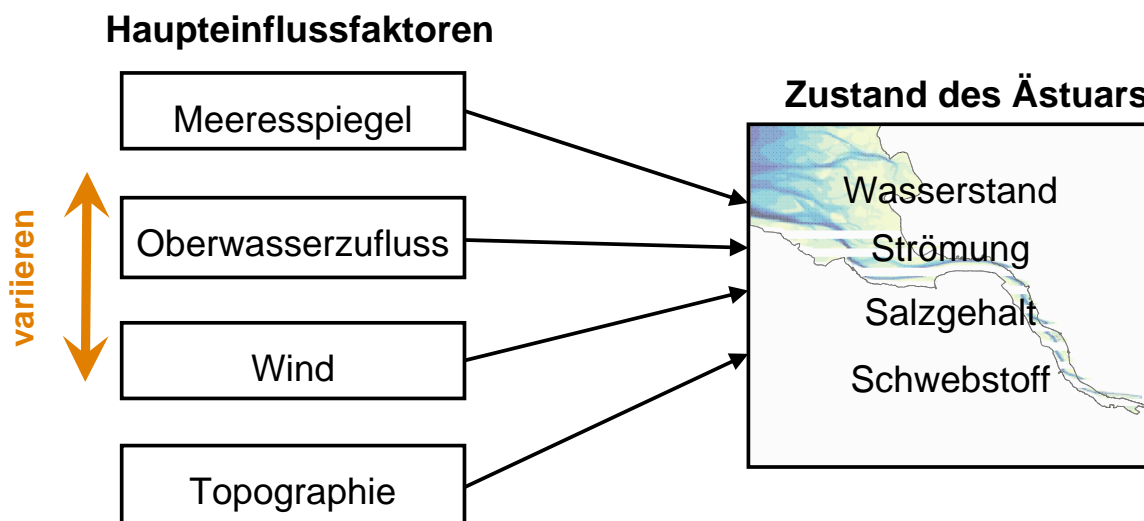 Haupteinflussfaktoren
Meeresspiegel
Oberwasserzufluss
Wind
Topographie
variieren
Zustand des Ästuars
Wasserstand
Strömung
Salzgehalt
Schwebstoff